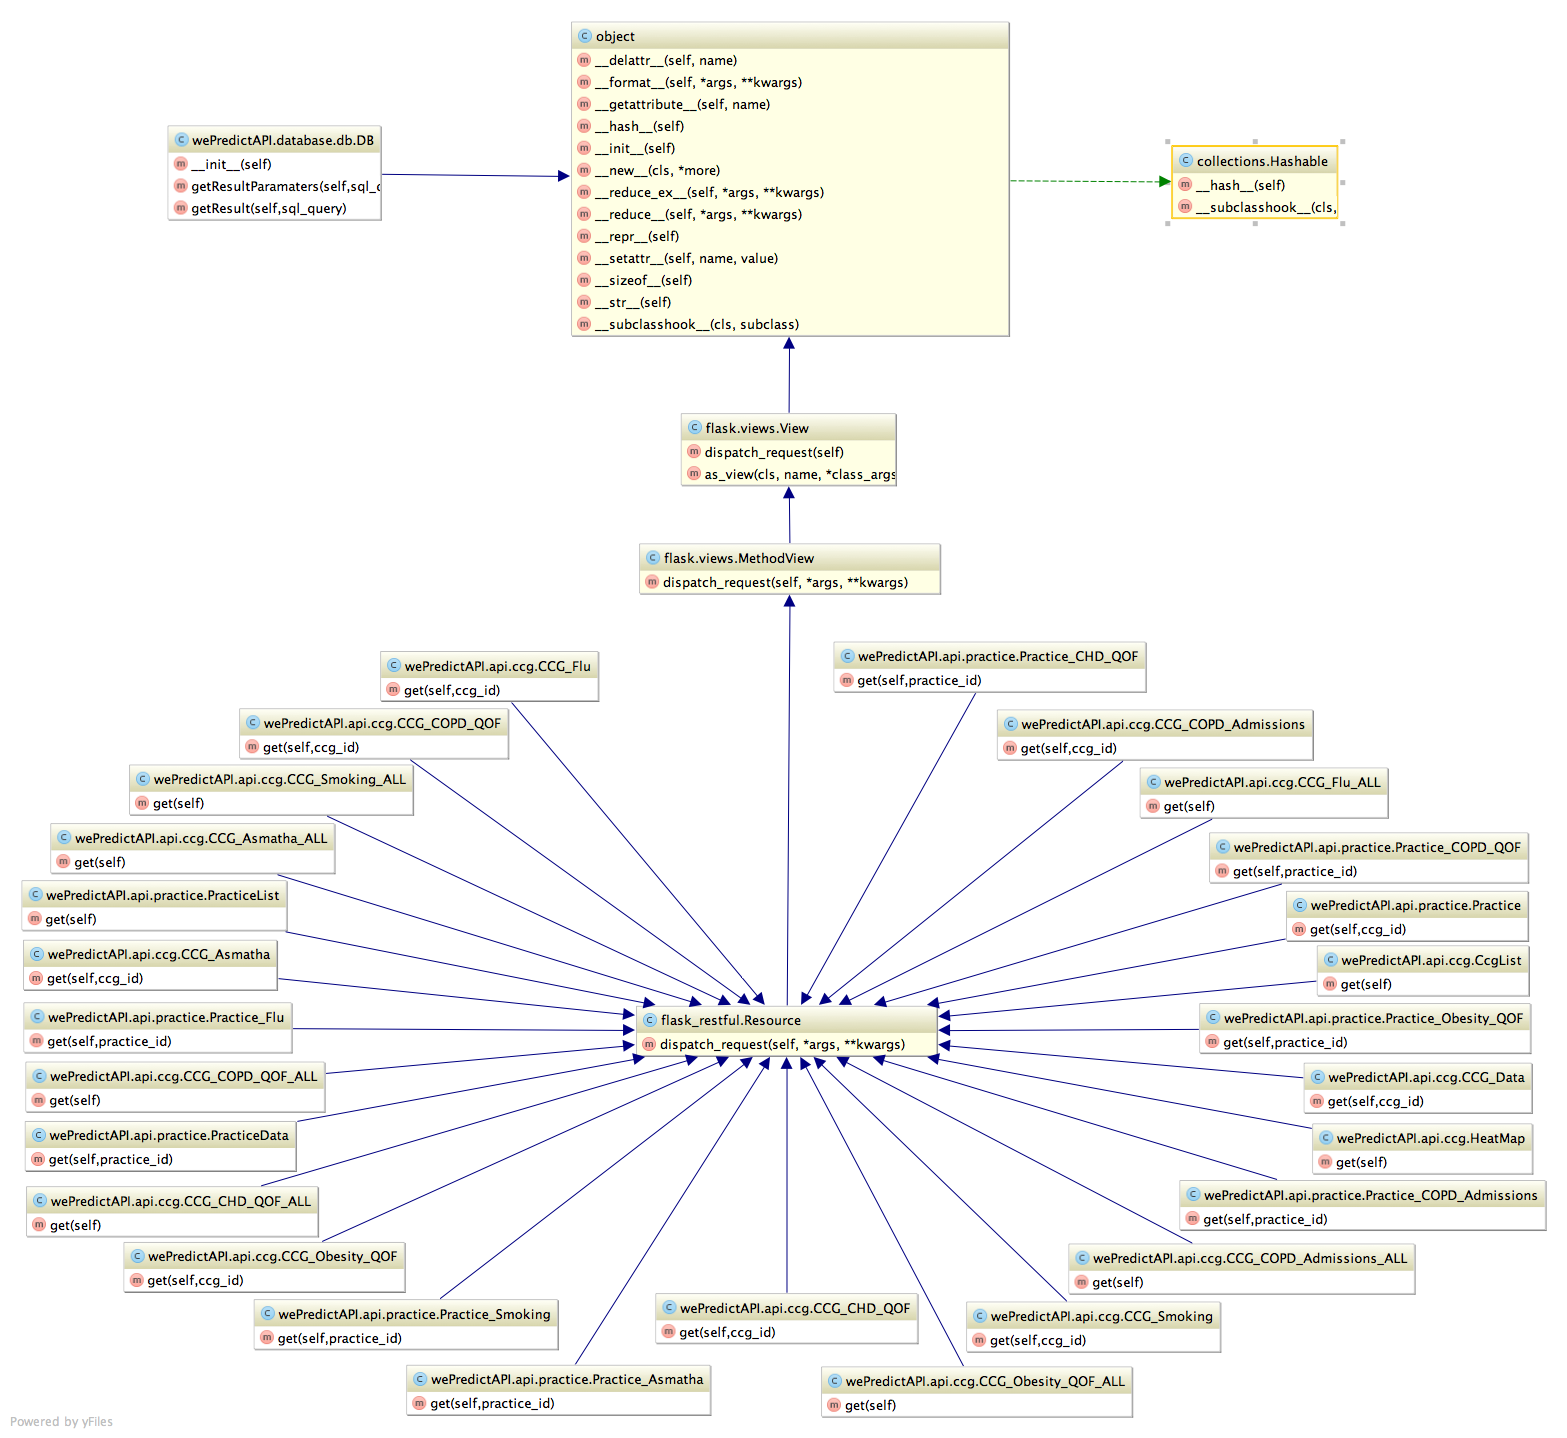 object
__delattr__(self, name)
__format__(self, *args, **kwargs)
__getattribute__(self, name)
__hash__(self)
__init__(self)
__new__(cls, *more)
__reduce_ex__(self, *args, **kwargs)
__reduce__(self, *args, **kwargs)
__repr__(self)
__setattr__(self, name, value)
__sizeof__(self)
__str__(self)
__subclasshook__(cls, subclass)
wePredictAPI.database.db.DB
__init__(self)
getResultParamaters(self,sql_
getResult(self,sql_query)
collections.Hashable
__hash__(self)
__subclasshook__(cls,
flask.views.View
dispatch_request(self)
as_view(cls, name, *class_args
flask.views.MethodView
dispatch_request(self, *args, **kwargs)
wePredictAPI.api.ccg.CCG_Flu
get(self,ccg_id)
wePredictAPI.api.practice.Practice_CHD_QOF
get(self,practice_id)
wePredictAPI.api.ccg.CCG_COPD_QOF
get(self,ccg_id)
wePredictAPI.api.ccg.CCG_COPD_Admissions
get(self,ccg_id)
wePredictAPI.api.ccg.CCG_Smoking_ALL
get(self)
wePredictAPI.api.ccg.CCG_Flu_ALL
get(self)
wePredictAPI.api.ccg.CCG_Asmatha_ALL
get(self)
wePredictAPI.api.practice.Practice_COPD_QOF
get(self,practice_id)
wePredictAPI.api.practice.PracticeList
get(self)
wePredictAPI.api.practice.Practice
get(self,ccg_id)
wePredictAPI.api.ccg.CCG_Asmatha
get(self,ccg_id)
wePredictAPI.api.ccg.CcgList
get(self)
wePredictAPI.api.practice.Practice_Flu
get(self,practice_id)
flask_restful.Resource
dispatch_request(self, *args, **kwargs)
wePredictAPI.api.practice.Practice_Obesity_QOF
get(self,practice_id)
wePredictAPI.api.ccg.CCG_COPD_QOF_ALL
get(self)
wePredictAPI.api.ccg.CCG_Data
get(self,ccg_id)
wePredictAPI.api.practice.PracticeData
get(self,practice_id)
wePredictAPI.api.ccg.HeatMap
get(self)
wePredictAPI.api.ccg.CCG_CHD_QOF_ALL
get(self)
wePredictAPI.api.practice.Practice_COPD_Admissions
get(self,practice_id)
wePredictAPI.api.ccg.CCG_Obesity_QOF
get(self,ccg_id)
wePredictAPI.api.ccg.CCG_COPD_Admissions_ALL
get(self)
wePredictAPI.api.practice.Practice_Smoking
get(self,practice_id)
wePredictAPI.api.ccg.CCG_CHD_QOF
get(self,ccg_id)
wePredictAPI.api.ccg.CCG_Smoking
get(self,ccg_id)
wePredictAPI.api.practice.Practice_Asmatha
get(self,practice_id)
wePredictAPI.api.ccg.CCG_Obesity_QOF_ALL
get(self)
Powered by yFiles